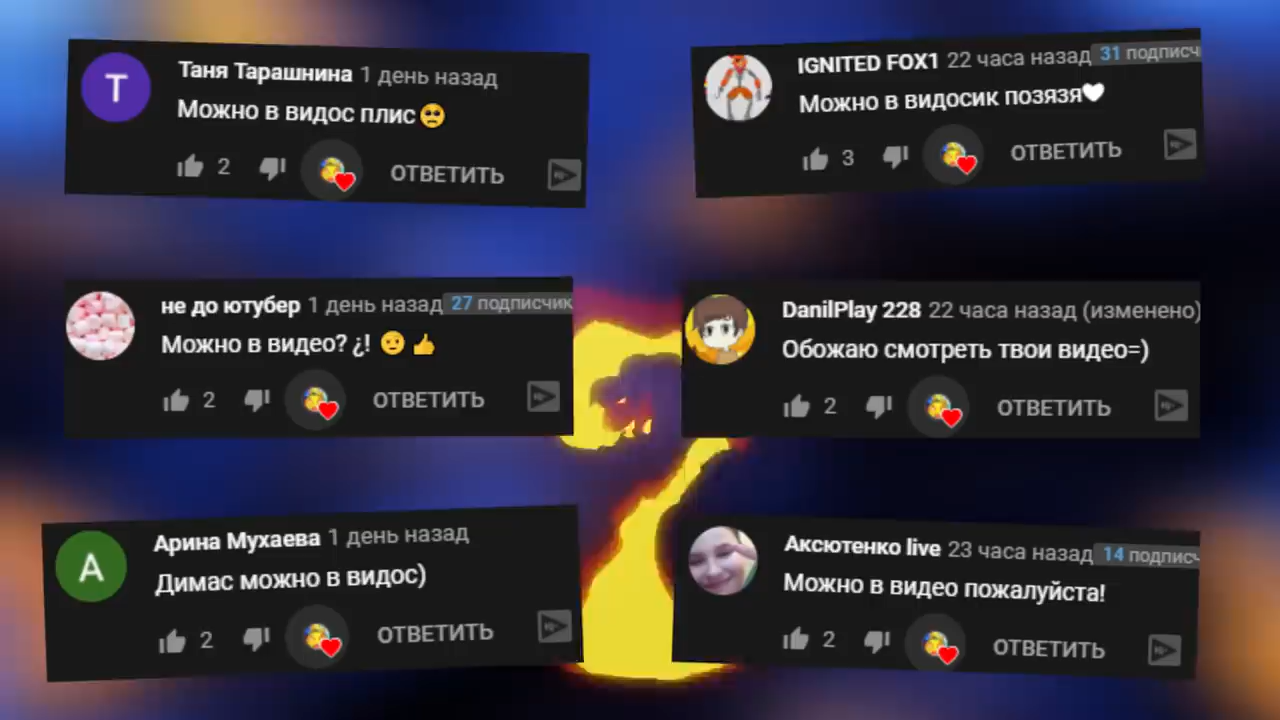 Таня Тарашнина 1 день назад
Можно в видос плис🥺
2 ОТВЕТИТЬ
IGNITED FOX1 22 часа назад 31 подписч
Можно в видосик позязя🤍
3 ОТВЕТИТЬ
не до ютубер 1 день назад 27 подписчик
Можно в видео? ¿! 😉 👍
2 ОТВЕТИТЬ
DanilPlay 228 22 часа назад (изменено)
Обожаю смотреть твои видео=)
2 ОТВЕТИТЬ
Арина Мухаева 1 день назад
Димас можно в видос)
2 ОТВЕТИТЬ
Аксютенко live 23 часа назад 14 подписч
Можно в видео пожалуйста!
2 ОТВЕТИТЬ
T
A